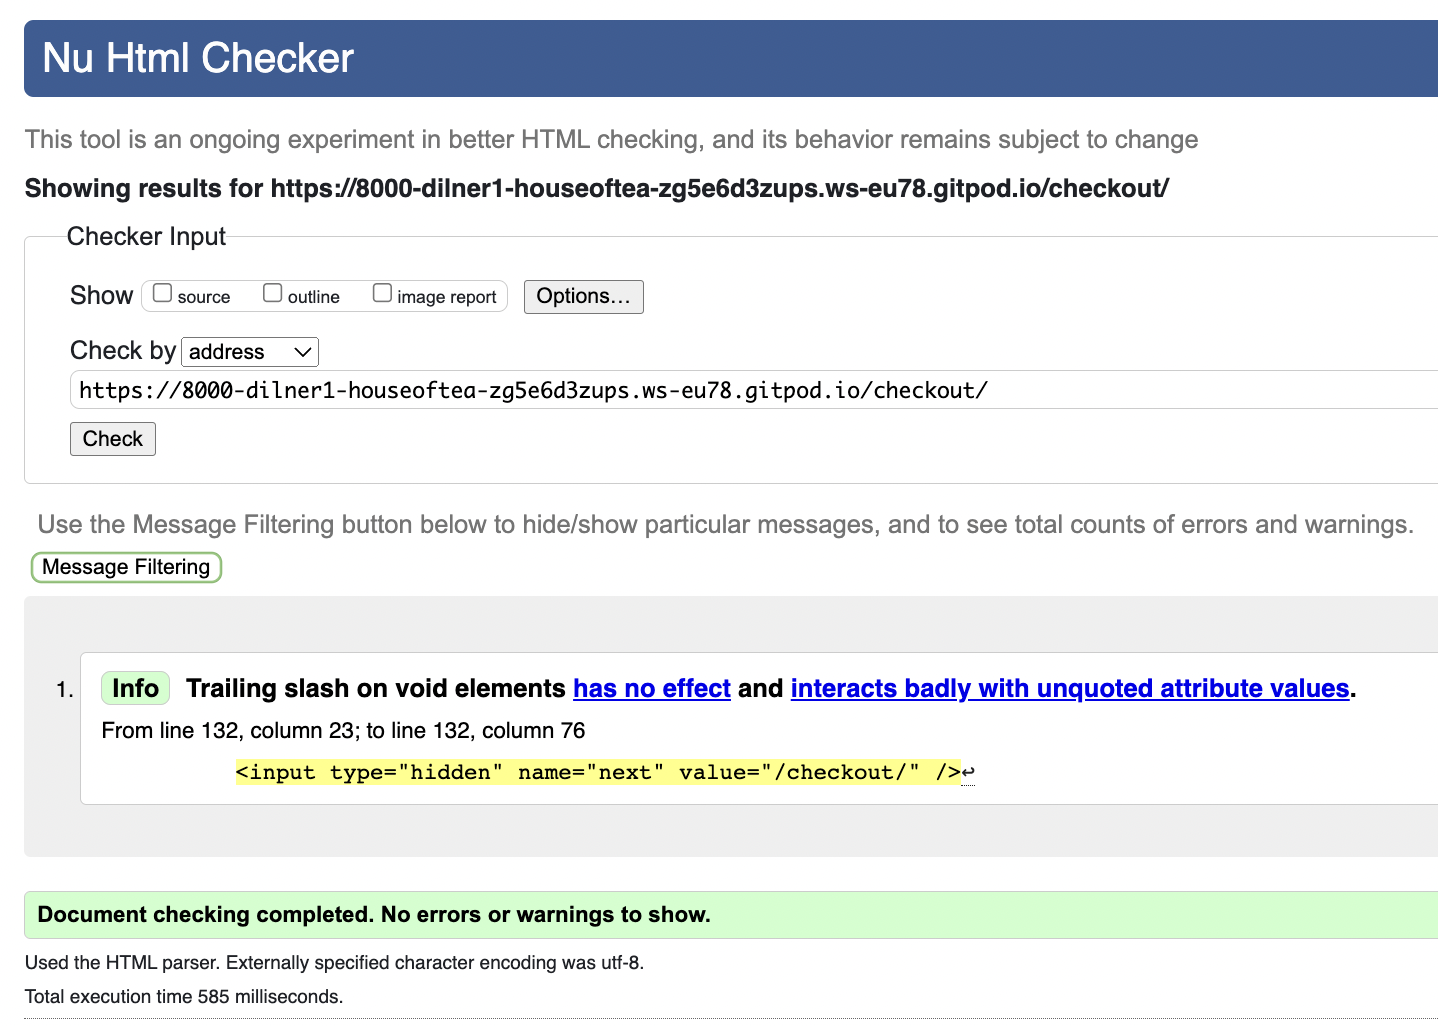 Nu Html Checker
This tool is an ongoing experiment in better HTML checking, and its behavior remains subject to change
Showing results for https://8000-dilner1-houseoftea-zg5e6d3zups.ws-eu78.gitpod.io/checkout/
Checker Input
Show source outline image report Options...
Check by address
https://8000-dilner1-houseoftea-zg5e6d3zups.ws-eu78.gitpod.io/checkout/
Check
Use the Message Filtering button below to hide/show particular messages, and to see total counts of errors and warnings.
Message Filtering
1. Info Trailing slash on void elements has no effect and interacts badly with unquoted attribute values.
From line 132, column 23; to line 132, column 76
<input type="hidden" name="next" value="/checkout/" />↩
Document checking completed. No errors or warnings to show.
Used the HTML parser. Externally specified character encoding was utf-8.
Total execution time 585 milliseconds.